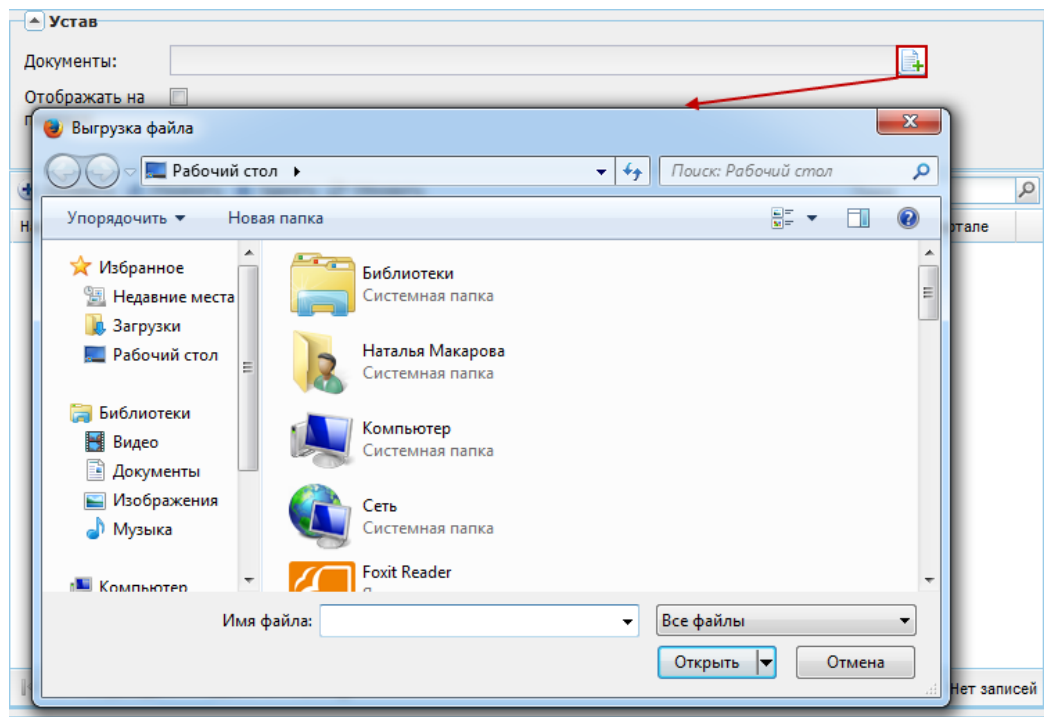 Устав
Документы:
Отображать на
Выгрузка файла
Рабочий стол
Поиск: Рабочий стол
Упорядочить
Новая папка
ртале
Избранное
Недавние места
Загрузки
Рабочий стол
Библиотеки
Видео
Документы
Изображения
Музыка
Компьютер
Библиотеки
Системная папка
Наталья Макарова
Системная папка
Компьютер
Системная папка
Сеть
Системная папка
Foxit Reader
Имя файла:
Все файлы
Открыть
Отмена
Нет записей